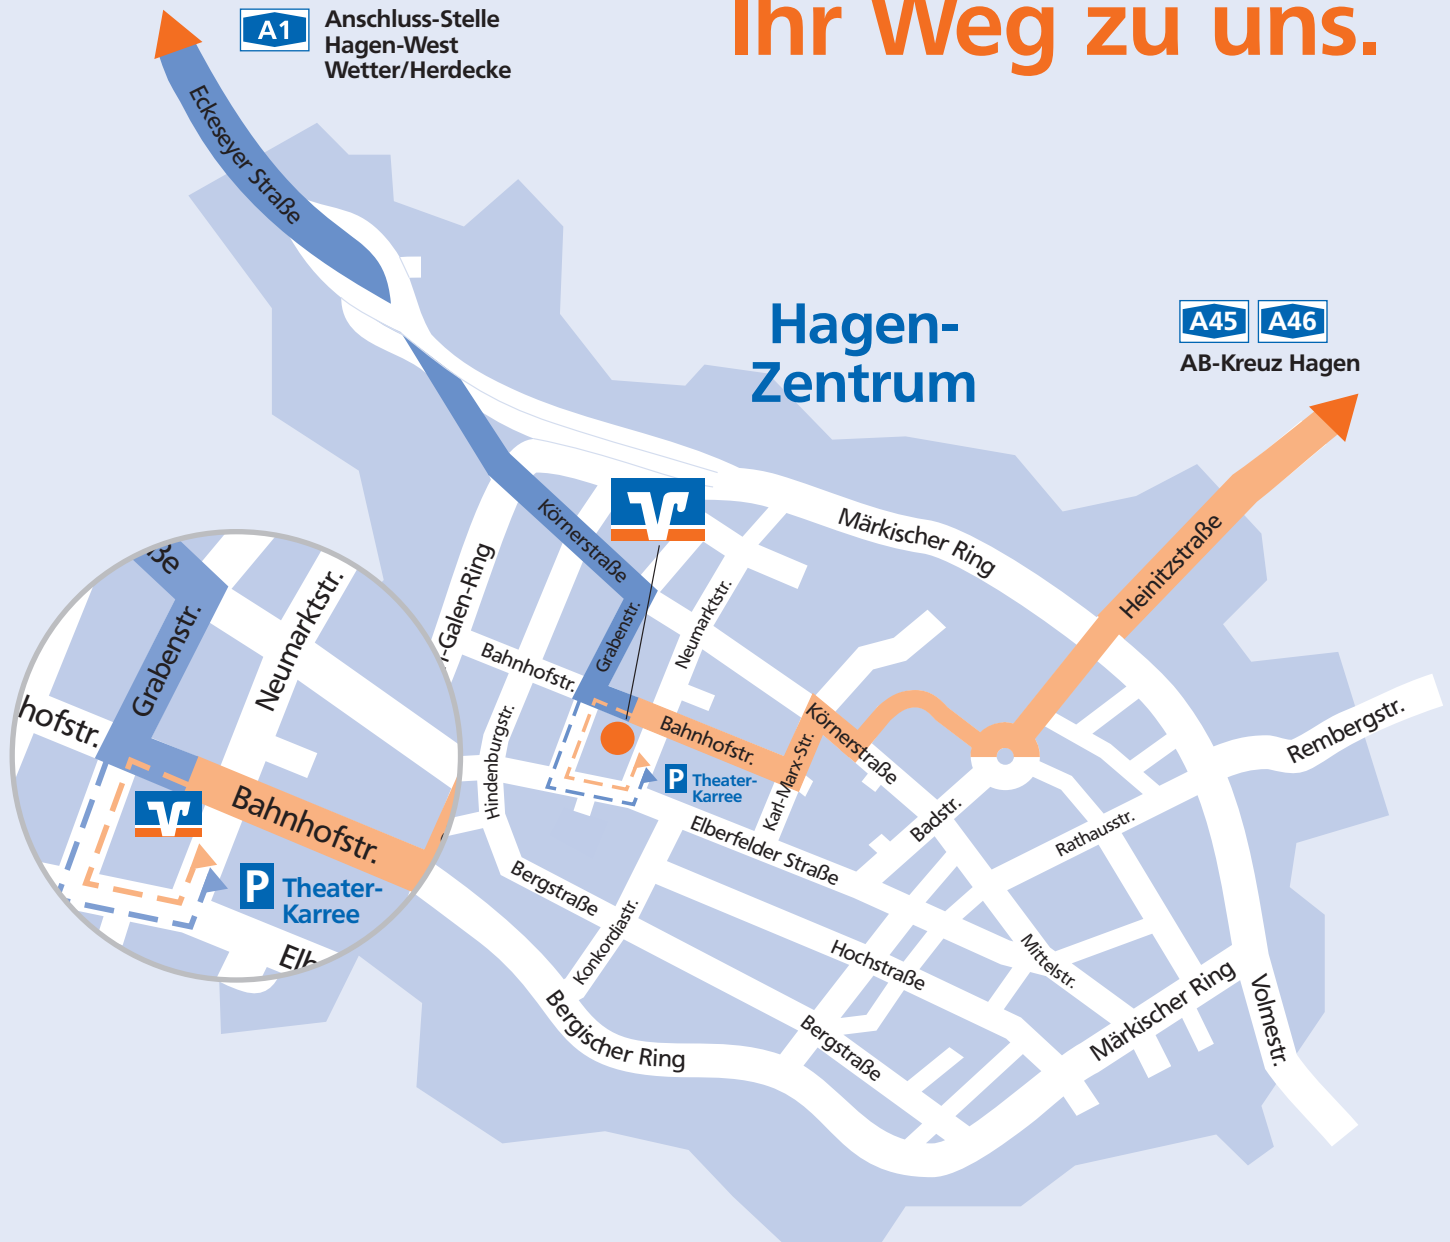 Ihr Weg zu uns.
A1
Anschluss-Stelle
Hagen-West
Wetter/Herdecke
Eckeseyer Straße
Hagen-
Zentrum
A45
A46
AB-Kreuz Hagen
Heinitzstraße
Märkischer Ring
Körnerstraße
Grabenstr.
Neumarktstr.
n-Galen-Ring
Bahnhofstr.
Bahnhofstr.
Hindenburgstr.
P
Theater-
Karree
Karl-Marx-Str.
Körnerstraße
Elberfelder Straße
Badstr.
Rathausstr.
Rembergstr.
Bergstraße
Konkordiastr.
Hochstraße
Mittelstr.
Bergischer Ring
Bergstraße
Märkischer Ring
Volmestr.
ße
Grabenstr.
Neumarktstr.
hofstr.
Bahnhofstr.
P
Theater-
Karree
Elb